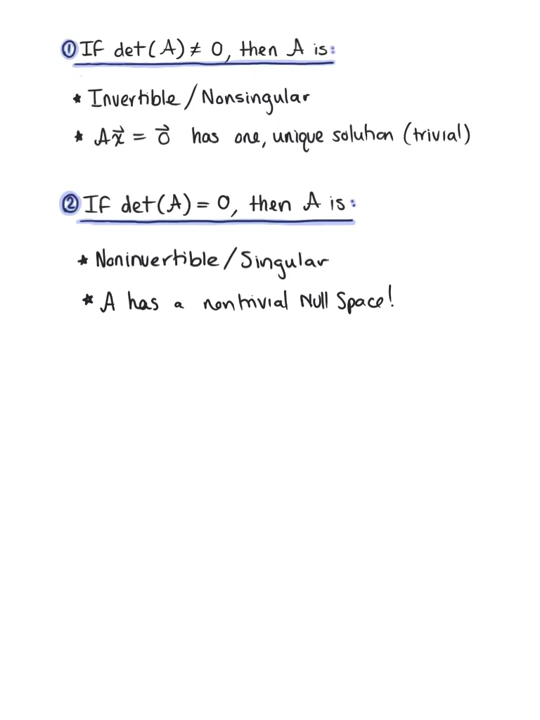 ① If det(A) ≠ 0, then A is:
* Invertible / Nonsingular
* Ax⃗ = 0⃗ has one, unique solution (trivial)
② If det(A) = 0, then A is:
* Noninvertible / Singular
* A has a nontrivial Null Space!